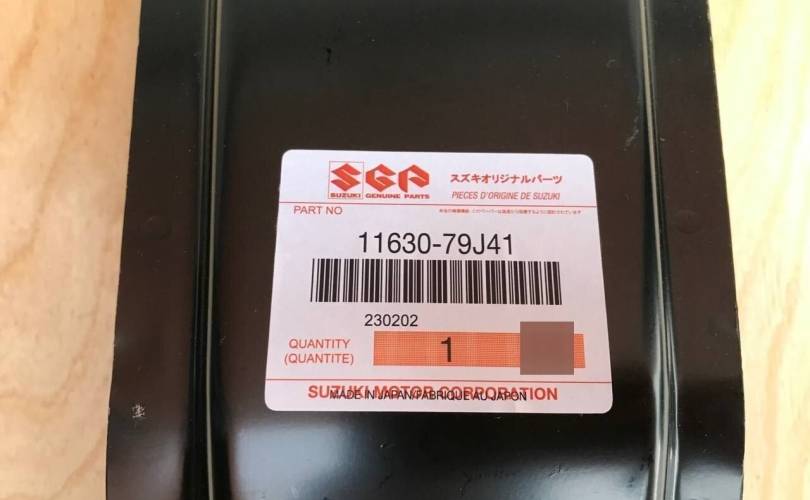 SGP
SUZUKI GENUINE PARTS
スズキオリジナルパーツ
PIECES D'ORIGINE DE SUZUKI
PART NO
11630-79J41
230202
QUANTITY
(QUANTITE)
1
SUZUKI MOTOR CORPORATION
MADE IN JAPAN/FABRIQUE AU JAPON